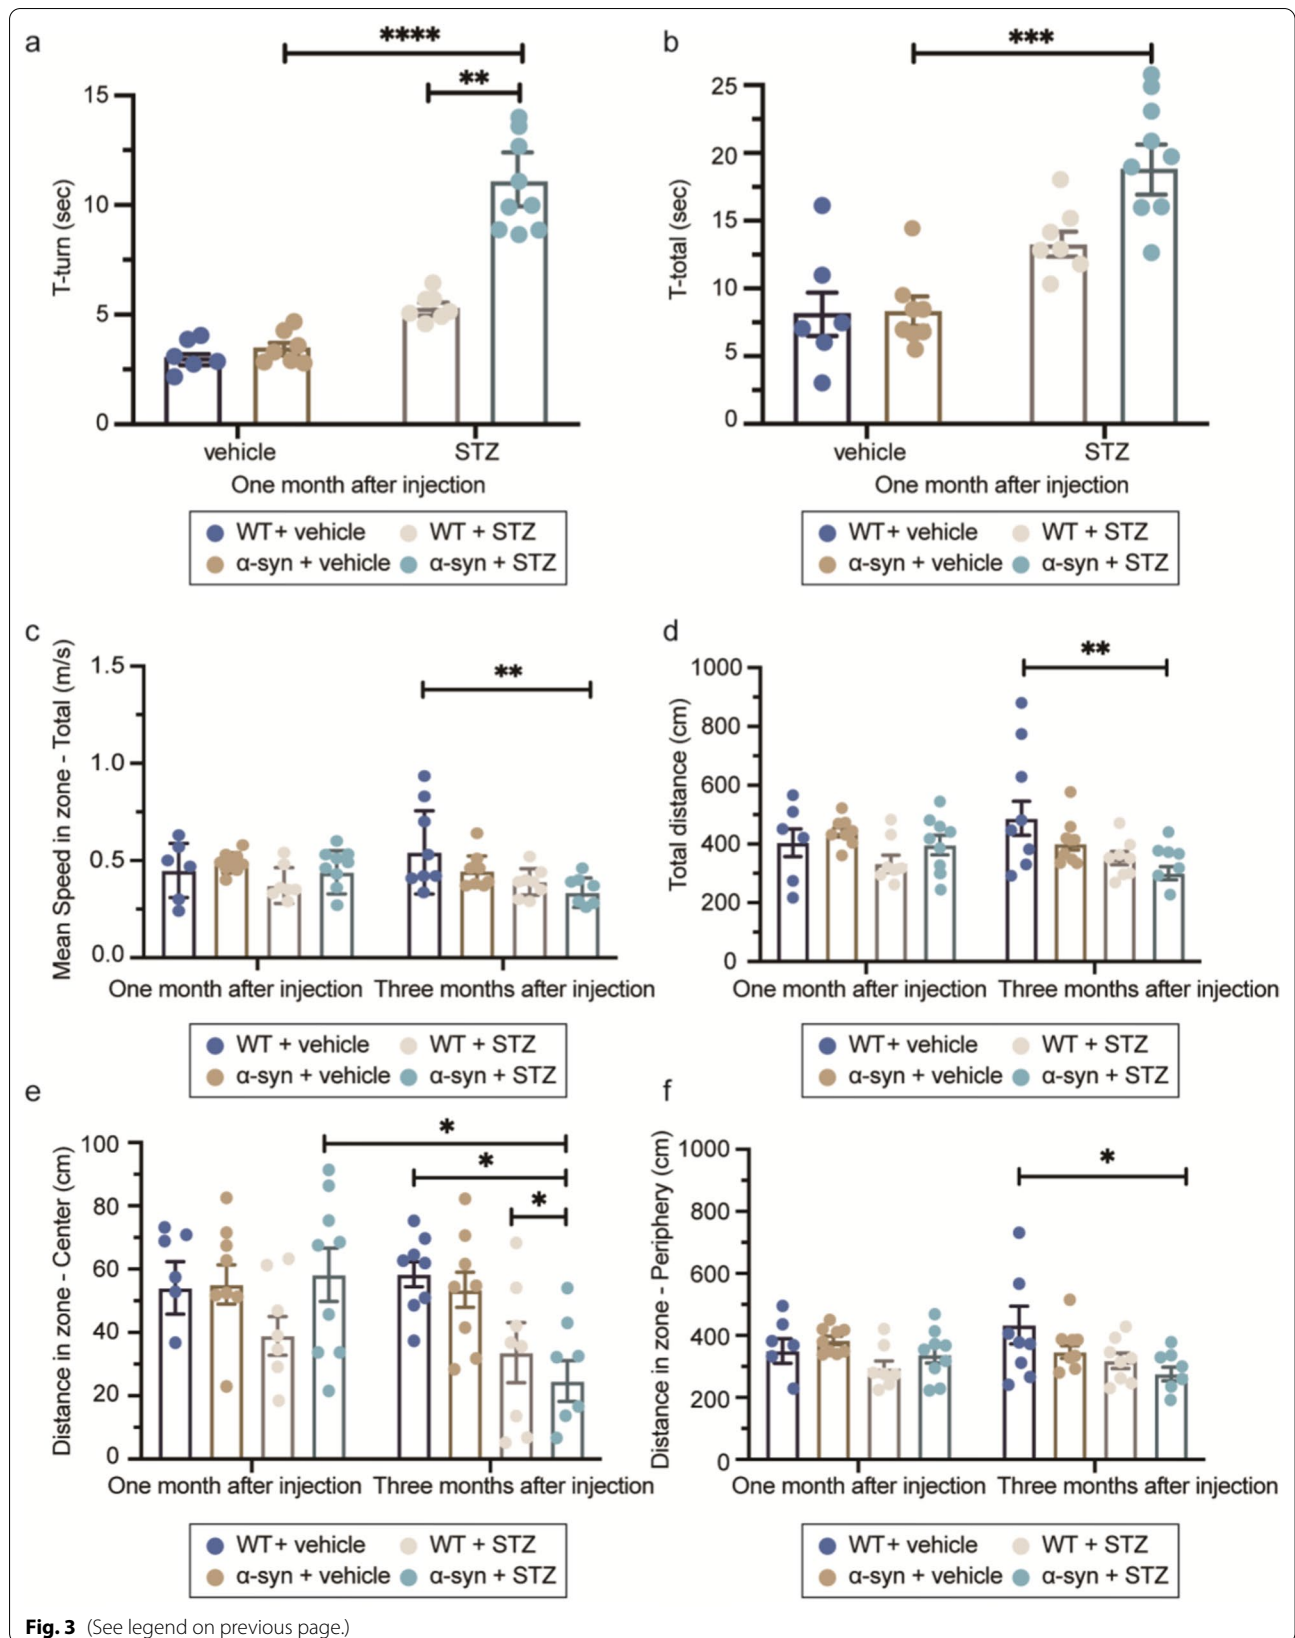 a
****
**
15
10
5
0
T-turn (sec)
vehicle
STZ
One month after injection
WT+ vehicle
WT + STZ
α-syn + vehicle
α-syn + STZ
b
***
25
20
15
10
5
0
T-total (sec)
vehicle
STZ
One month after injection
WT+ vehicle
WT + STZ
α-syn + vehicle
α-syn + STZ
c
**
1.5
1.0
0.5
0.0
Mean Speed in zone - Total (m/s)
One month after injection
Three months after injection
WT + vehicle
WT + STZ
α-syn + vehicle
α-syn + STZ
d
**
1000
800
600
400
200
0
Total distance (cm)
One month after injection
Three months after injection
WT+ vehicle
WT + STZ
α-syn + vehicle
α-syn + STZ
e
*
*
*
100
80
60
40
20
0
Distance in zone - Center (cm)
One month after injection
Three months after injection
WT+ vehicle
WT + STZ
α-syn + vehicle
α-syn + STZ
f
*
1000
800
600
400
200
0
Distance in zone - Periphery (cm)
One month after injection
Three months after injection
WT+ vehicle
WT + STZ
α-syn + vehicle
α-syn + STZ
Fig. 3 (See legend on previous page.)